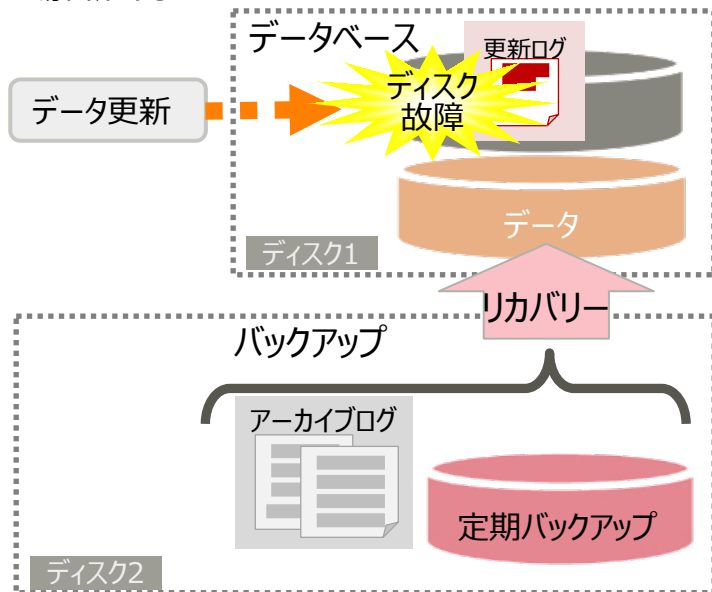 データベース
更新ログ
データ更新
ディスク
故障
データ
ディスク1
リカバリー
バックアップ
アーカイブログ
定期バックアップ
ディスク2